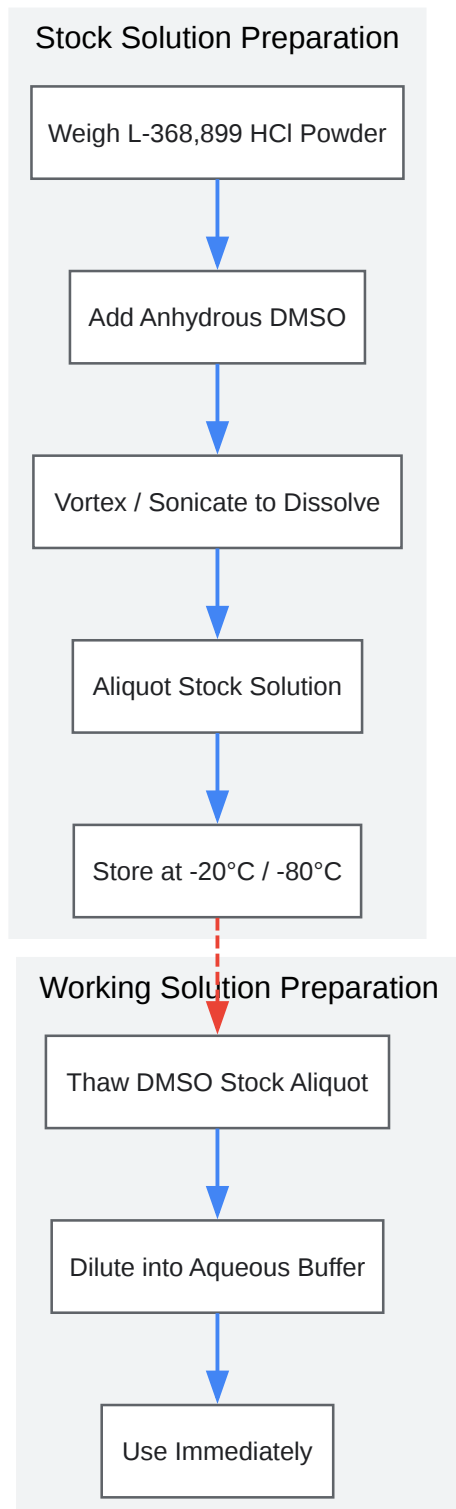 Stock Solution Preparation
Weigh L-368,899 HCl Powder
Add Anhydrous DMSO
Vortex / Sonicate to Dissolve
Aliquot Stock Solution
Store at -20°C / -80°C
Working Solution Preparation
Thaw DMSO Stock Aliquot
Dilute into Aqueous Buffer
Use Immediately